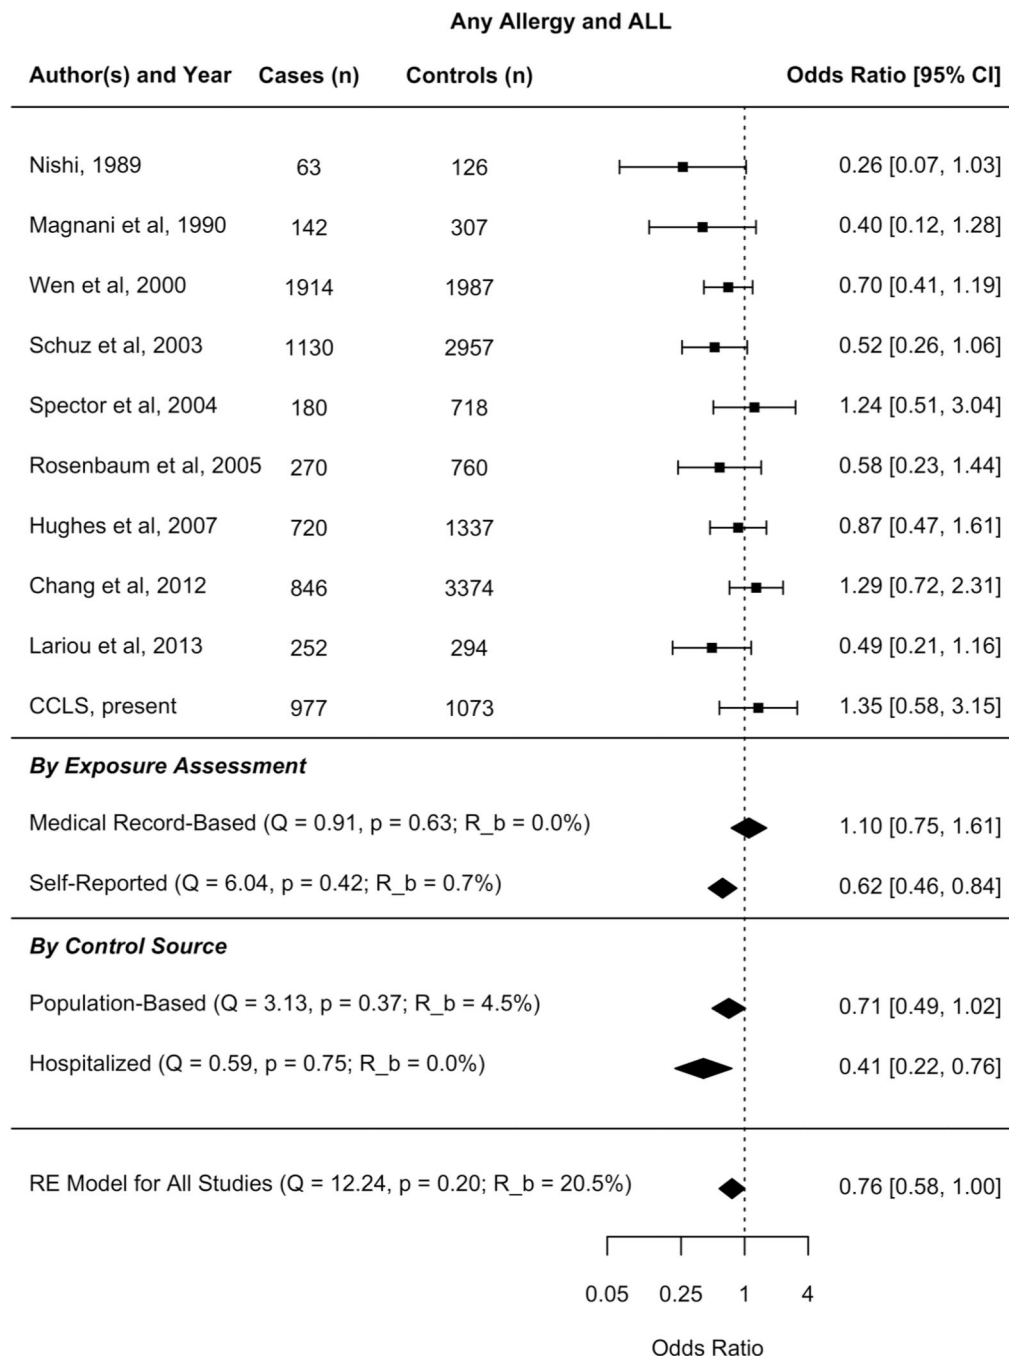 Any Allergy and ALL
Author(s) and Year Cases (n) Controls (n) Odds Ratio [95% CI]
Nishi, 1989 63 126 0.26 [0.07, 1.03]
Magnani et al, 1990 142 307 0.40 [0.12, 1.28]
Wen et al, 2000 1914 1987 0.70 [0.41, 1.19]
Schuz et al, 2003 1130 2957 0.52 [0.26, 1.06]
Spector et al, 2004 180 718 1.24 [0.51, 3.04]
Rosenbaum et al, 2005 270 760 0.58 [0.23, 1.44]
Hughes et al, 2007 720 1337 0.87 [0.47, 1.61]
Chang et al, 2012 846 3374 1.29 [0.72, 2.31]
Lariou et al, 2013 252 294 0.49 [0.21, 1.16]
CCLS, present 977 1073 1.35 [0.58, 3.15]
By Exposure Assessment
Medical Record-Based (Q = 0.91, p = 0.63; R_b = 0.0%) 1.10 [0.75, 1.61]
Self-Reported (Q = 6.04, p = 0.42; R_b = 0.7%) 0.62 [0.46, 0.84]
By Control Source
Population-Based (Q = 3.13, p = 0.37; R_b = 4.5%) 0.71 [0.49, 1.02]
Hospitalized (Q = 0.59, p = 0.75; R_b = 0.0%) 0.41 [0.22, 0.76]
RE Model for All Studies (Q = 12.24, p = 0.20; R_b = 20.5%) 0.76 [0.58, 1.00]
0.05 0.25 1 4
Odds Ratio